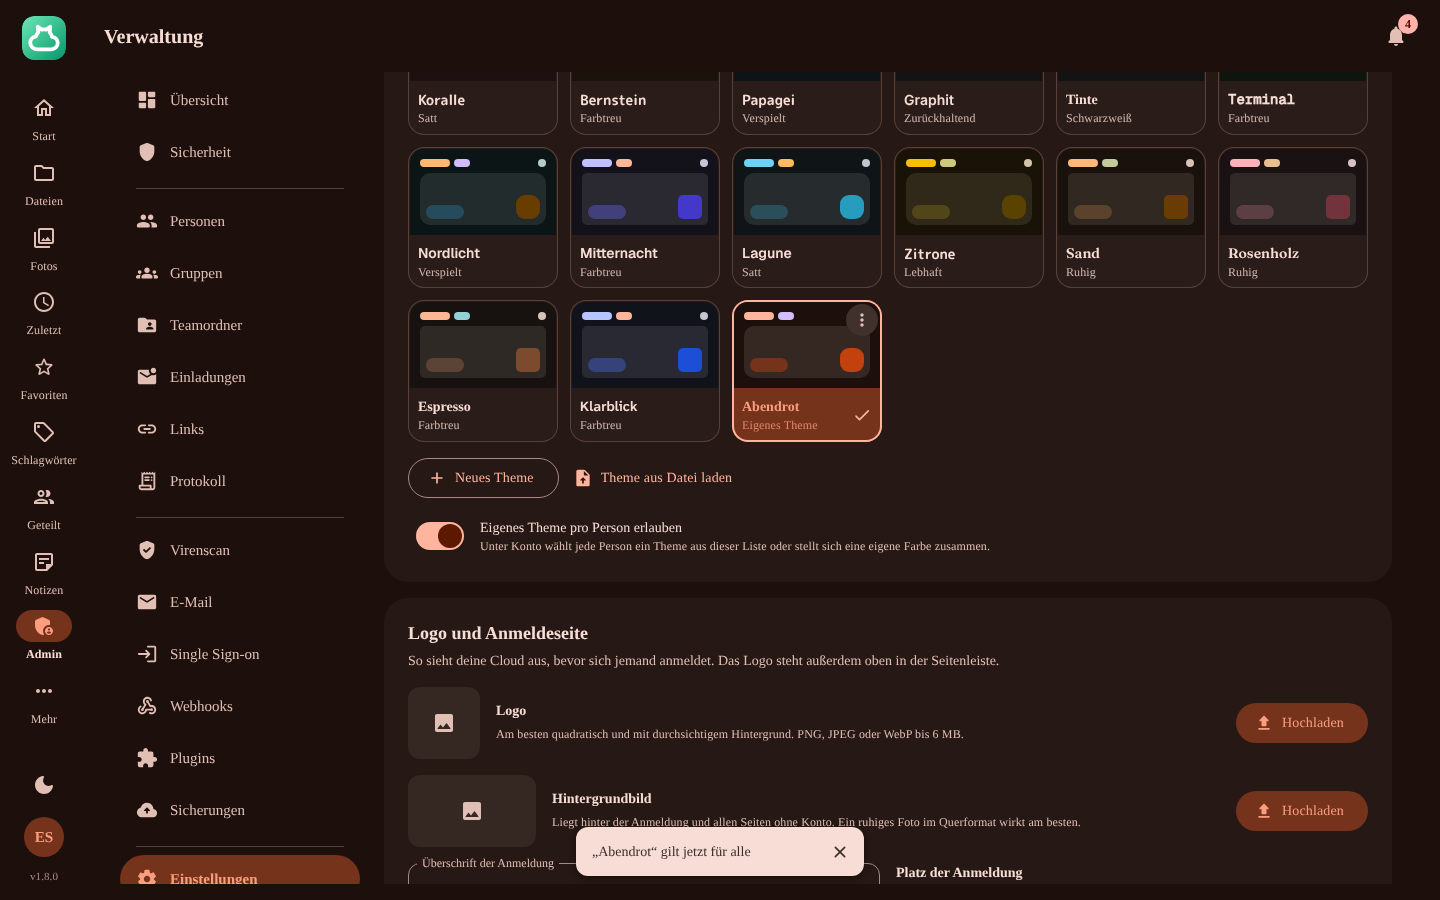 Verwaltung
4
Start
Dateien
Fotos
Zuletzt
Favoriten
Schlagwörter
Geteilt
Notizen
Admin
Mehr
ES
v1.8.0
Übersicht
Sicherheit
Personen
Gruppen
Teamordner
Einladungen
Links
Protokoll
Virenscan
E-Mail
Single Sign-on
Webhooks
Plugins
Sicherungen
Einstellungen
Koralle
Satt
Bernstein
Farbtreu
Papagei
Verspielt
Graphit
Zurückhaltend
Tinte
Schwarzweiß
Terminal
Farbtreu
Nordlicht
Verspielt
Mitternacht
Farbtreu
Lagune
Satt
Zitrone
Lebhaft
Sand
Ruhig
Rosenholz
Ruhig
Espresso
Farbtreu
Klarblick
Farbtreu
Abendrot
Eigenes Theme
Neues Theme
Theme aus Datei laden
Eigenes Theme pro Person erlauben
Unter Konto wählt jede Person ein Theme aus dieser Liste oder stellt sich eine eigene Farbe zusammen.
Logo und Anmeldeseite
So sieht deine Cloud aus, bevor sich jemand anmeldet. Das Logo steht außerdem oben in der Seitenleiste.
Logo
Am besten quadratisch und mit durchsichtigem Hintergrund. PNG, JPEG oder WebP bis 6 MB.
Hochladen
Hintergrundbild
Liegt hinter der Anmeldung und allen Seiten ohne Konto. Ein ruhiges Foto im Querformat wirkt am besten.
Hochladen
Überschrift der Anmeldung
Platz der Anmeldung
„Abendrot“ gilt jetzt für alle